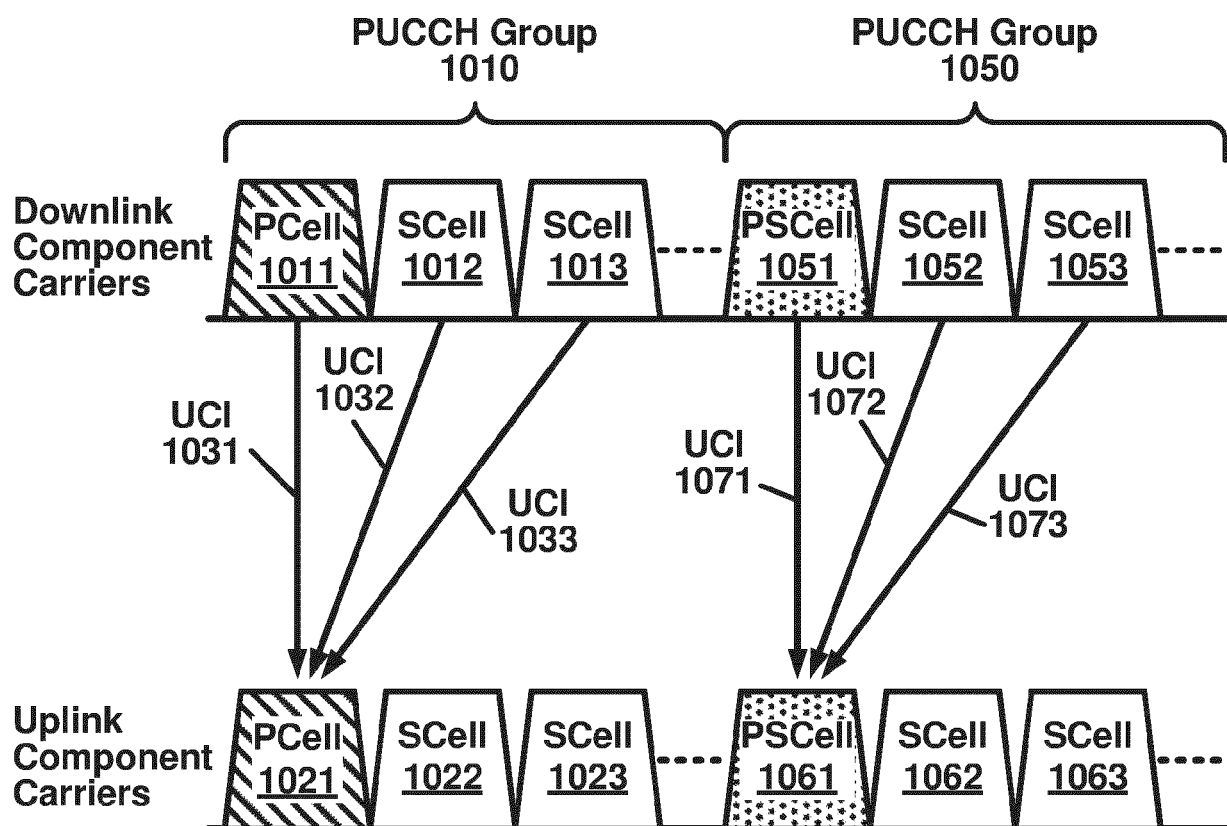 PUCCH Group
1010
PUCCH Group
1050
Downlink
Component
Carriers
PCell
1011
SCell
1012
SCell
1013
PSCell
1051
SCell
1052
SCell
1053
UCI
1031
UCI
1032
UCI
1033
UCI
1071
UCI
1072
UCI
1073
Uplink
Component
Carriers
PCell
1021
SCell
1022
SCell
1023
PSCell
1061
SCell
1062
SCell
1063